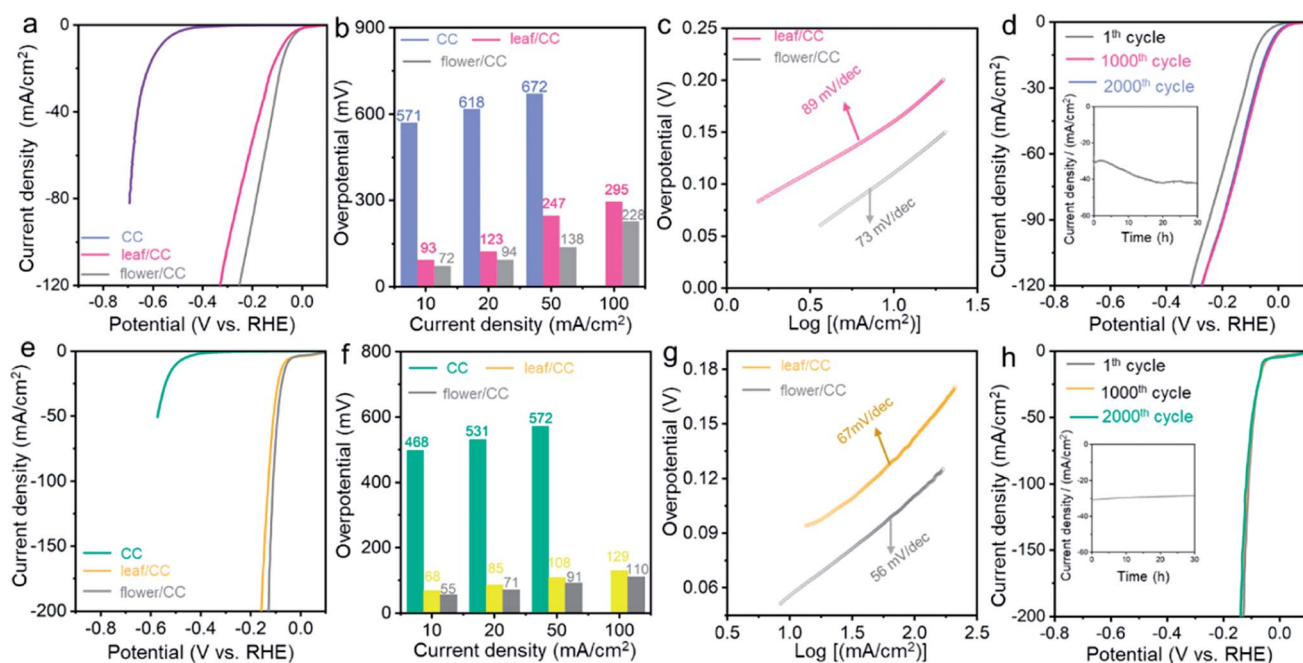 a
Current density (mA/cm²)
0
-40
-80
-120
CC
leaf/CC
flower/CC
-0.8 -0.6 -0.4 -0.2 0.0
Potential (V vs. RHE)
b
Overpotential (mV)
900
600
300
0
CC leaf/CC
flower/CC
571 618 672
93 72 123 94 247 138 295 228
10 20 50 100
Current density (mA/cm²)
c
Overpotential (V)
0.25
0.20
0.15
0.10
0.05
0.00
leaf/CC
flower/CC
89 mV/dec
73 mV/dec
0.0 0.5 1.0 1.5
Log [(mA/cm²)]
d
Current density (mA/cm²)
0
-30
-60
-90
-120
1ᵗʰ cycle
1000ᵗʰ cycle
2000ᵗʰ cycle
Current density / (mA/cm²)
0
-20
-40
-60
0 10 20 30
Time (h)
-0.8 -0.6 -0.4 -0.2 0.0
Potential (V vs. RHE)
e
Current density (mA/cm²)
0
-50
-100
-150
-200
CC
leaf/CC
flower/CC
-0.8 -0.6 -0.4 -0.2 0.0
Potential (V vs. RHE)
f
Overpotential (mV)
800
600
400
200
0
CC leaf/CC
flower/CC
468 531 572
68 55 85 71 108 91 129 110
10 20 50 100
Current density (mA/cm²)
g
Overpotential (V)
0.18
0.15
0.12
0.09
0.06
leaf/CC
flower/CC
67mV/dec
56 mV/dec
0.5 1.0 1.5 2.0 2.5
Log [(mA/cm²)]
h
Current density (mA/cm²)
0
-50
-100
-150
-200
1ᵗʰ cycle
1000ᵗʰ cycle
2000ᵗʰ cycle
Current density / (mA/cm²)
0
-20
-40
-60
0 10 20 30
Time (h)
-0.8 -0.6 -0.4 -0.2 0.0
Potential (V vs. RHE)